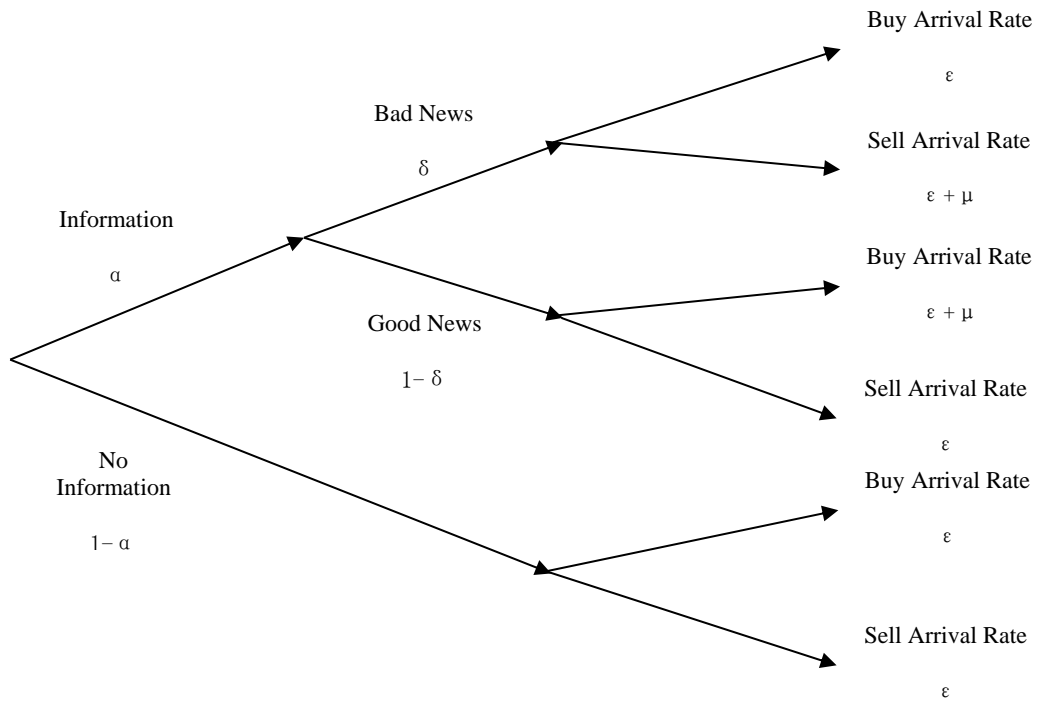 Buy Arrival Rate
ε
Bad News
δ
Sell Arrival Rate
ε + μ
Information
α
Buy Arrival Rate
ε + μ
Good News
1- δ
Sell Arrival Rate
ε
No
Information
1- α
Buy Arrival Rate
ε
Sell Arrival Rate
ε